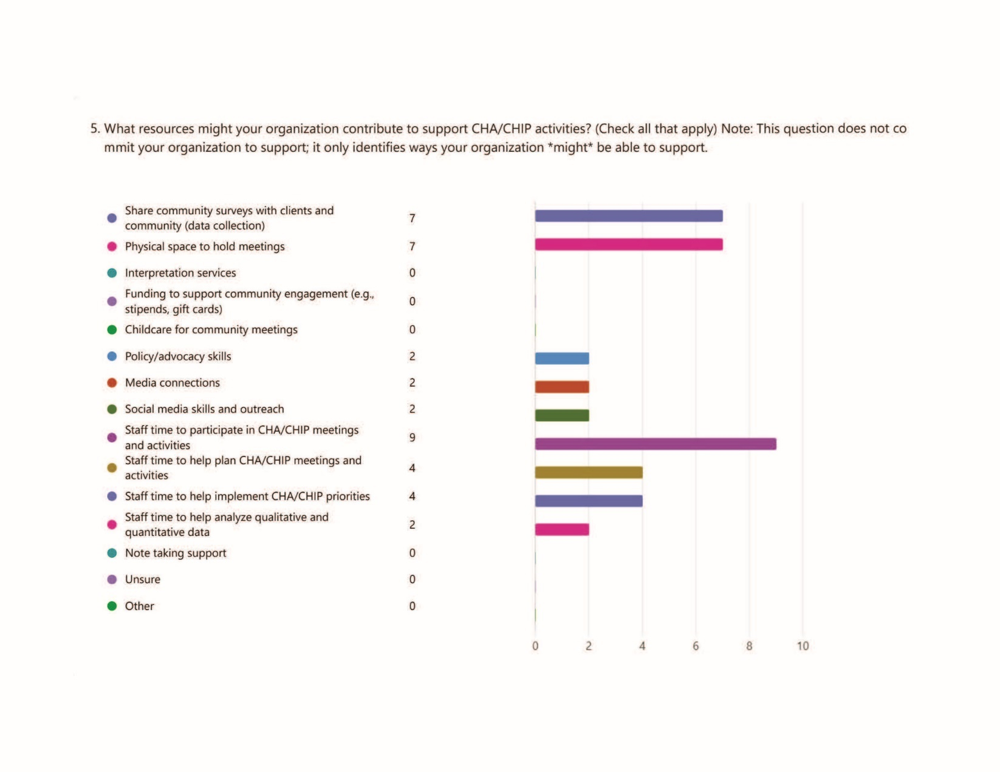 5. What resources might your organization contribute to support CHA/CHIP activities? (Check all that apply) Note: This question does not co
mmit your organization to support; it only identifies ways your organization *might* be able to support.
Share community surveys with clients and
community (data collection)
7
Physical space to hold meetings 7
Interpretation services 0
Funding to support community engagement (e.g.,
stipends, gift cards)
0
Childcare for community meetings 0
Policy/advocacy skills 2
Media connections 2
Social media skills and outreach 2
Staff time to participate in CHA/CHIP meetings
and activities
9
Staff time to help plan CHA/CHIP meetings and
activities
4
Staff time to help implement CHA/CHIP priorities 4
Staff time to help analyze qualitative and
quantitative data
2
Note taking support 0
Unsure 0
Other 0
0 2 4 6 8 10